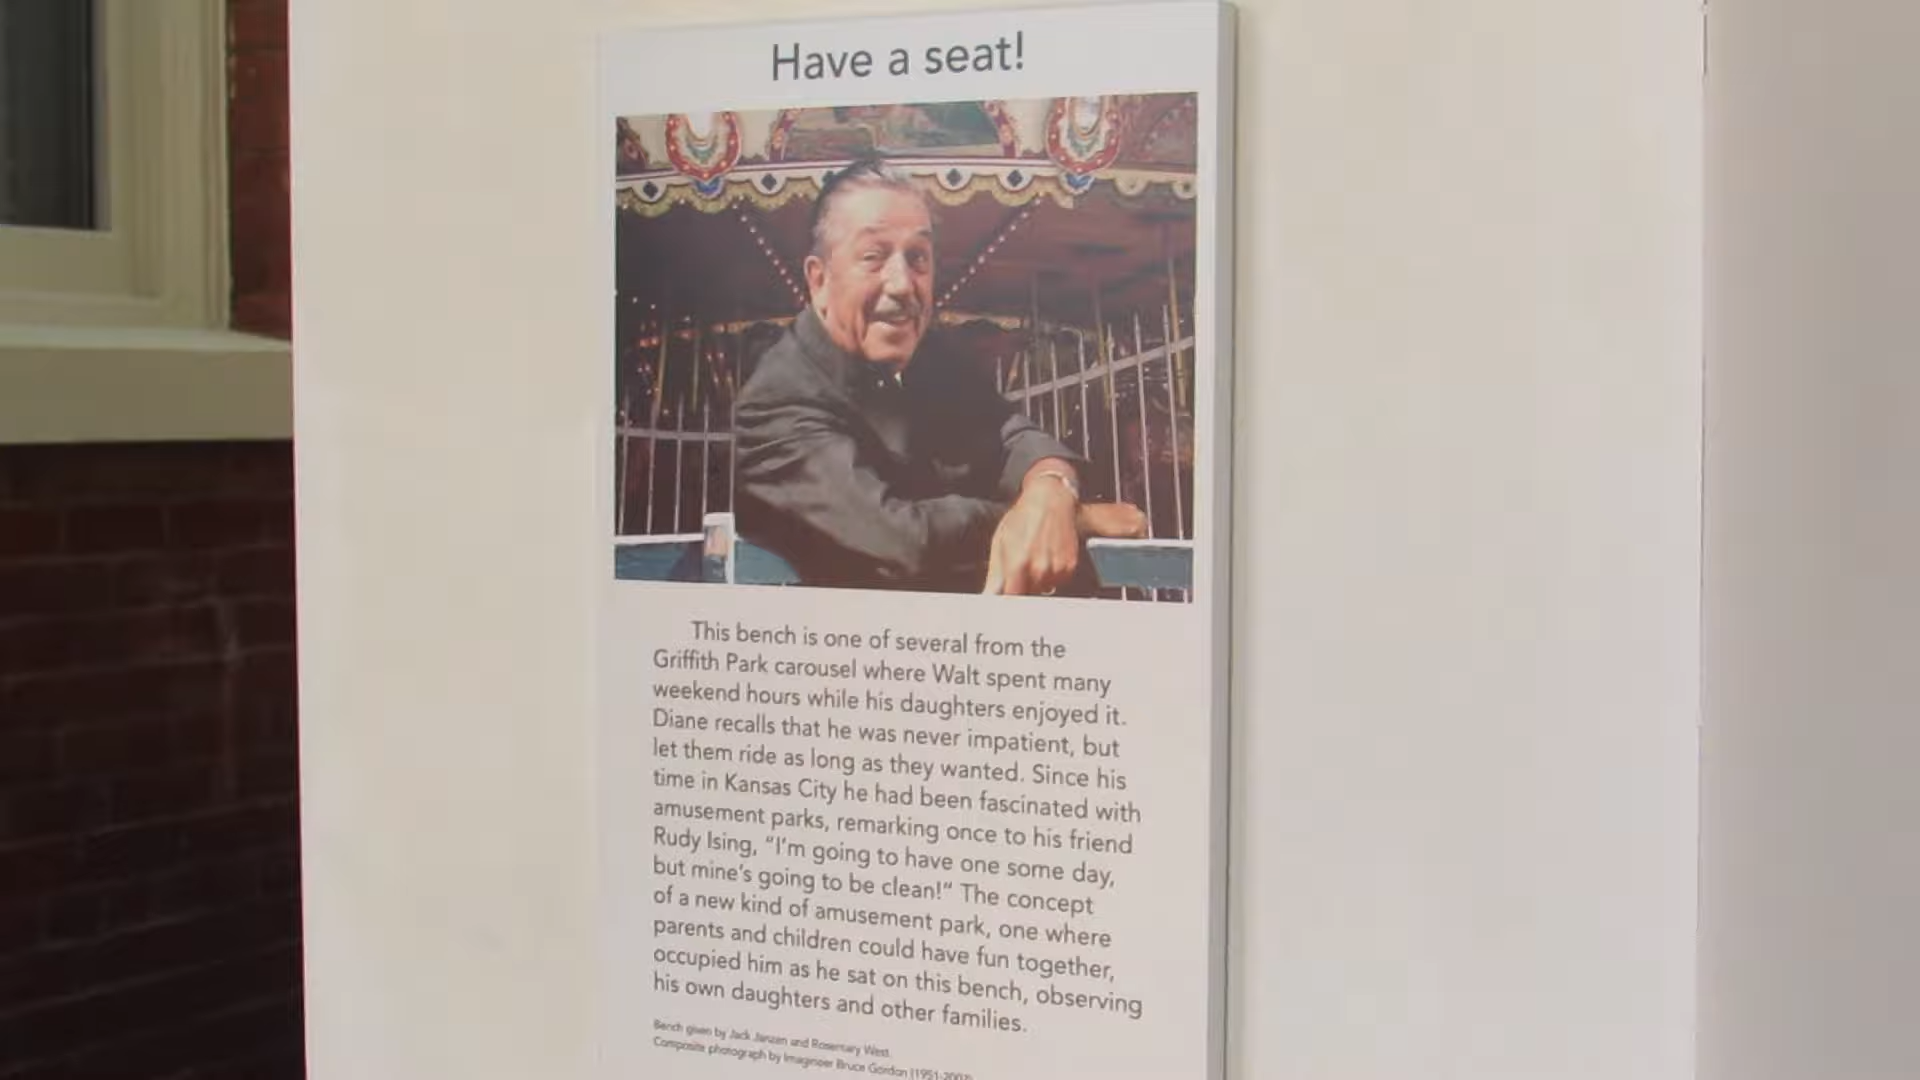 Have a seat!
This bench is one of several from the
Griffith Park carousel where Walt spent many
weekend hours while his daughters enjoyed it.
Diane recalls that he was never impatient, but
let them ride as long as they wanted. Since his
time in Kansas City he had been fascinated with
amusement parks, remarking once to his friend
Rudy Ising, “I’m going to have one some day,
but mine’s going to be clean!“ The concept
of a new kind of amusement park, one where
parents and children could have fun together,
occupied him as he sat on this bench, observing
his own daughters and other families.
Bench given by Jack Janzen and Rosemary West.
Composite photograph by Imagineer Bruce Gordon (1951-2007)